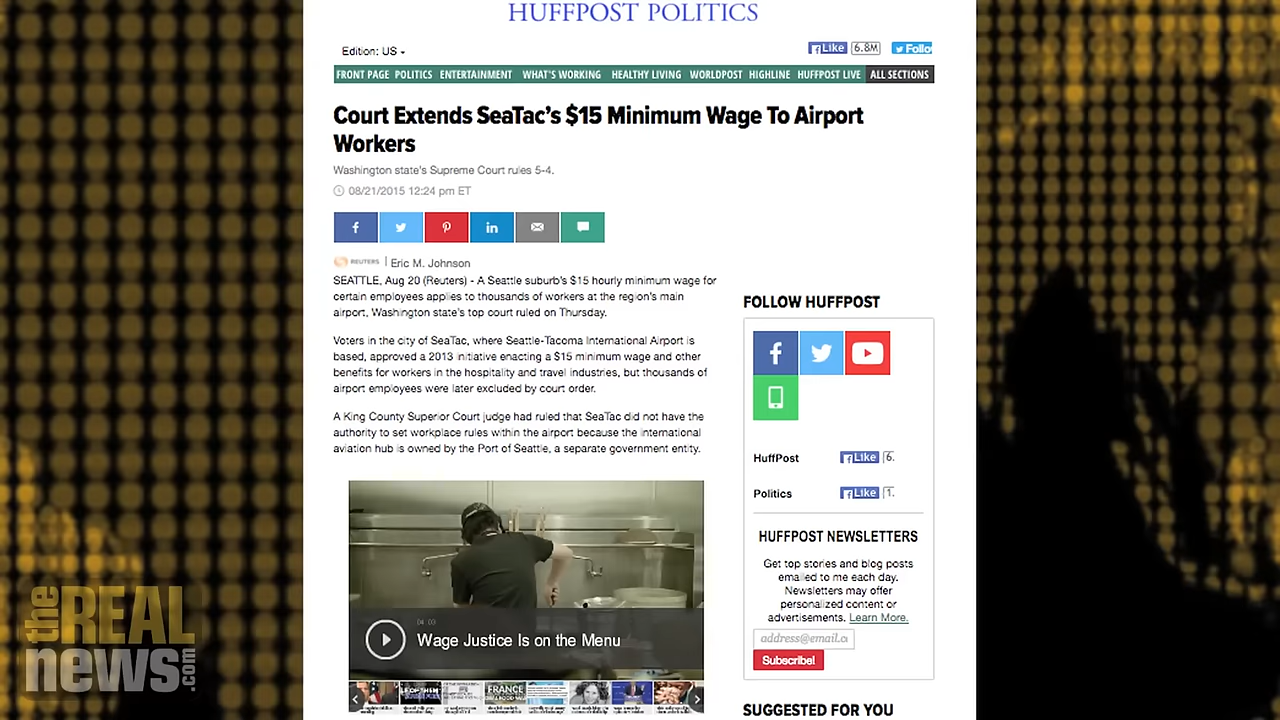 HUFFPOST POLITICS
Edition: US
Like 6.8M Follo
FRONT PAGE POLITICS ENTERTAINMENT WHAT'S WORKING HEALTHY LIVING WORLDPOST HIGHLINE HUFFPOST LIVE ALL SECTIONS
Court Extends SeaTac's $15 Minimum Wage To Airport
Workers
Washington state's Supreme Court rules 5-4.
08/21/2015 12:24 pm ET
REUTERS | Eric M. Johnson
SEATTLE, Aug 20 (Reuters) - A Seattle suburb's $15 hourly minimum wage for
certain employees applies to thousands of workers at the region's main
airport, Washington state's top court ruled on Thursday.
Voters in the city of SeaTac, where Seattle-Tacoma International Airport is
based, approved a 2013 initiative enacting a $15 minimum wage and other
benefits for workers in the hospitality and travel industries, but thousands of
airport employees were later excluded by court order.
A King County Superior Court judge had ruled that SeaTac did not have the
authority to set workplace rules within the airport because the international
aviation hub is owned by the Port of Seattle, a separate government entity.
Wage Justice Is on the Menu
FRANCE
FOLLOW HUFFPOST
HuffPost Like 6.
Politics Like 1.
HUFFPOST NEWSLETTERS
Get top stories and blog posts
emailed to me each day.
Newsletters may offer
personalized content or
advertisements. Learn More.
address@email.co
Subscribe!
SUGGESTED FOR YOU
the REAL
news.com